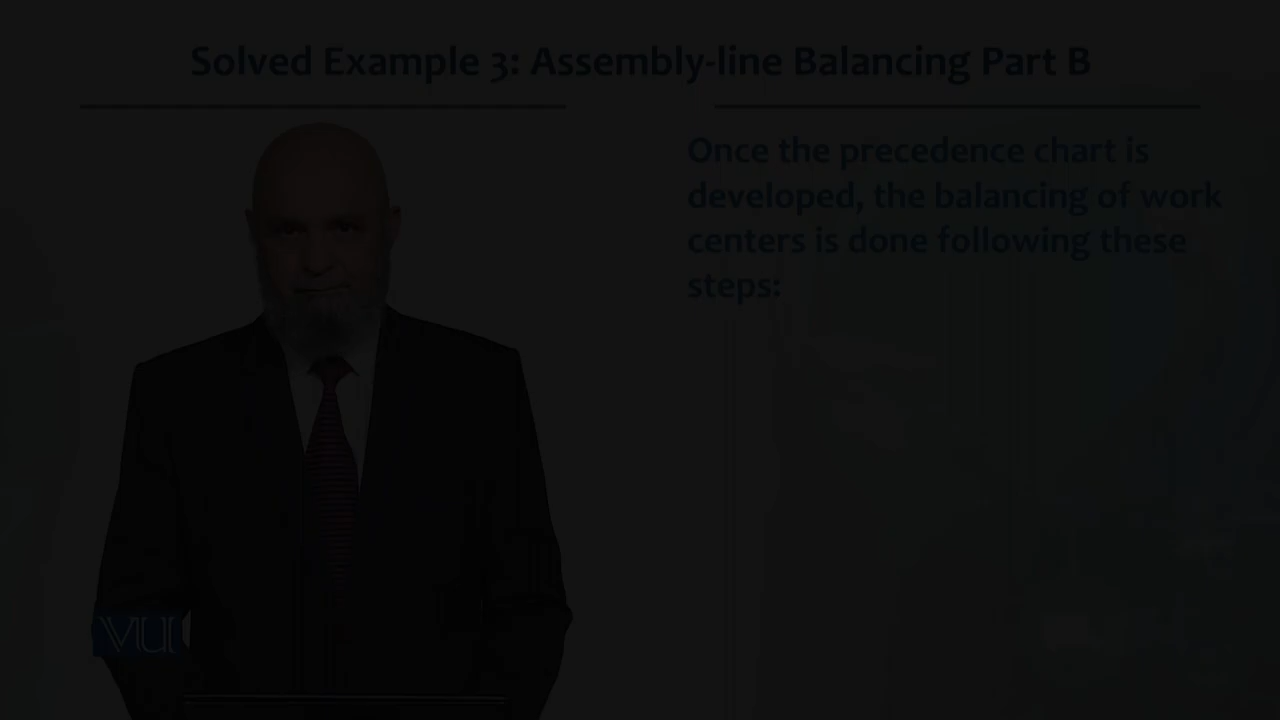 Solved Example 3: Assembly-line Balancing Part B
Once the precedence chart is
developed, the balancing of work
centers is done following these
steps:
VU